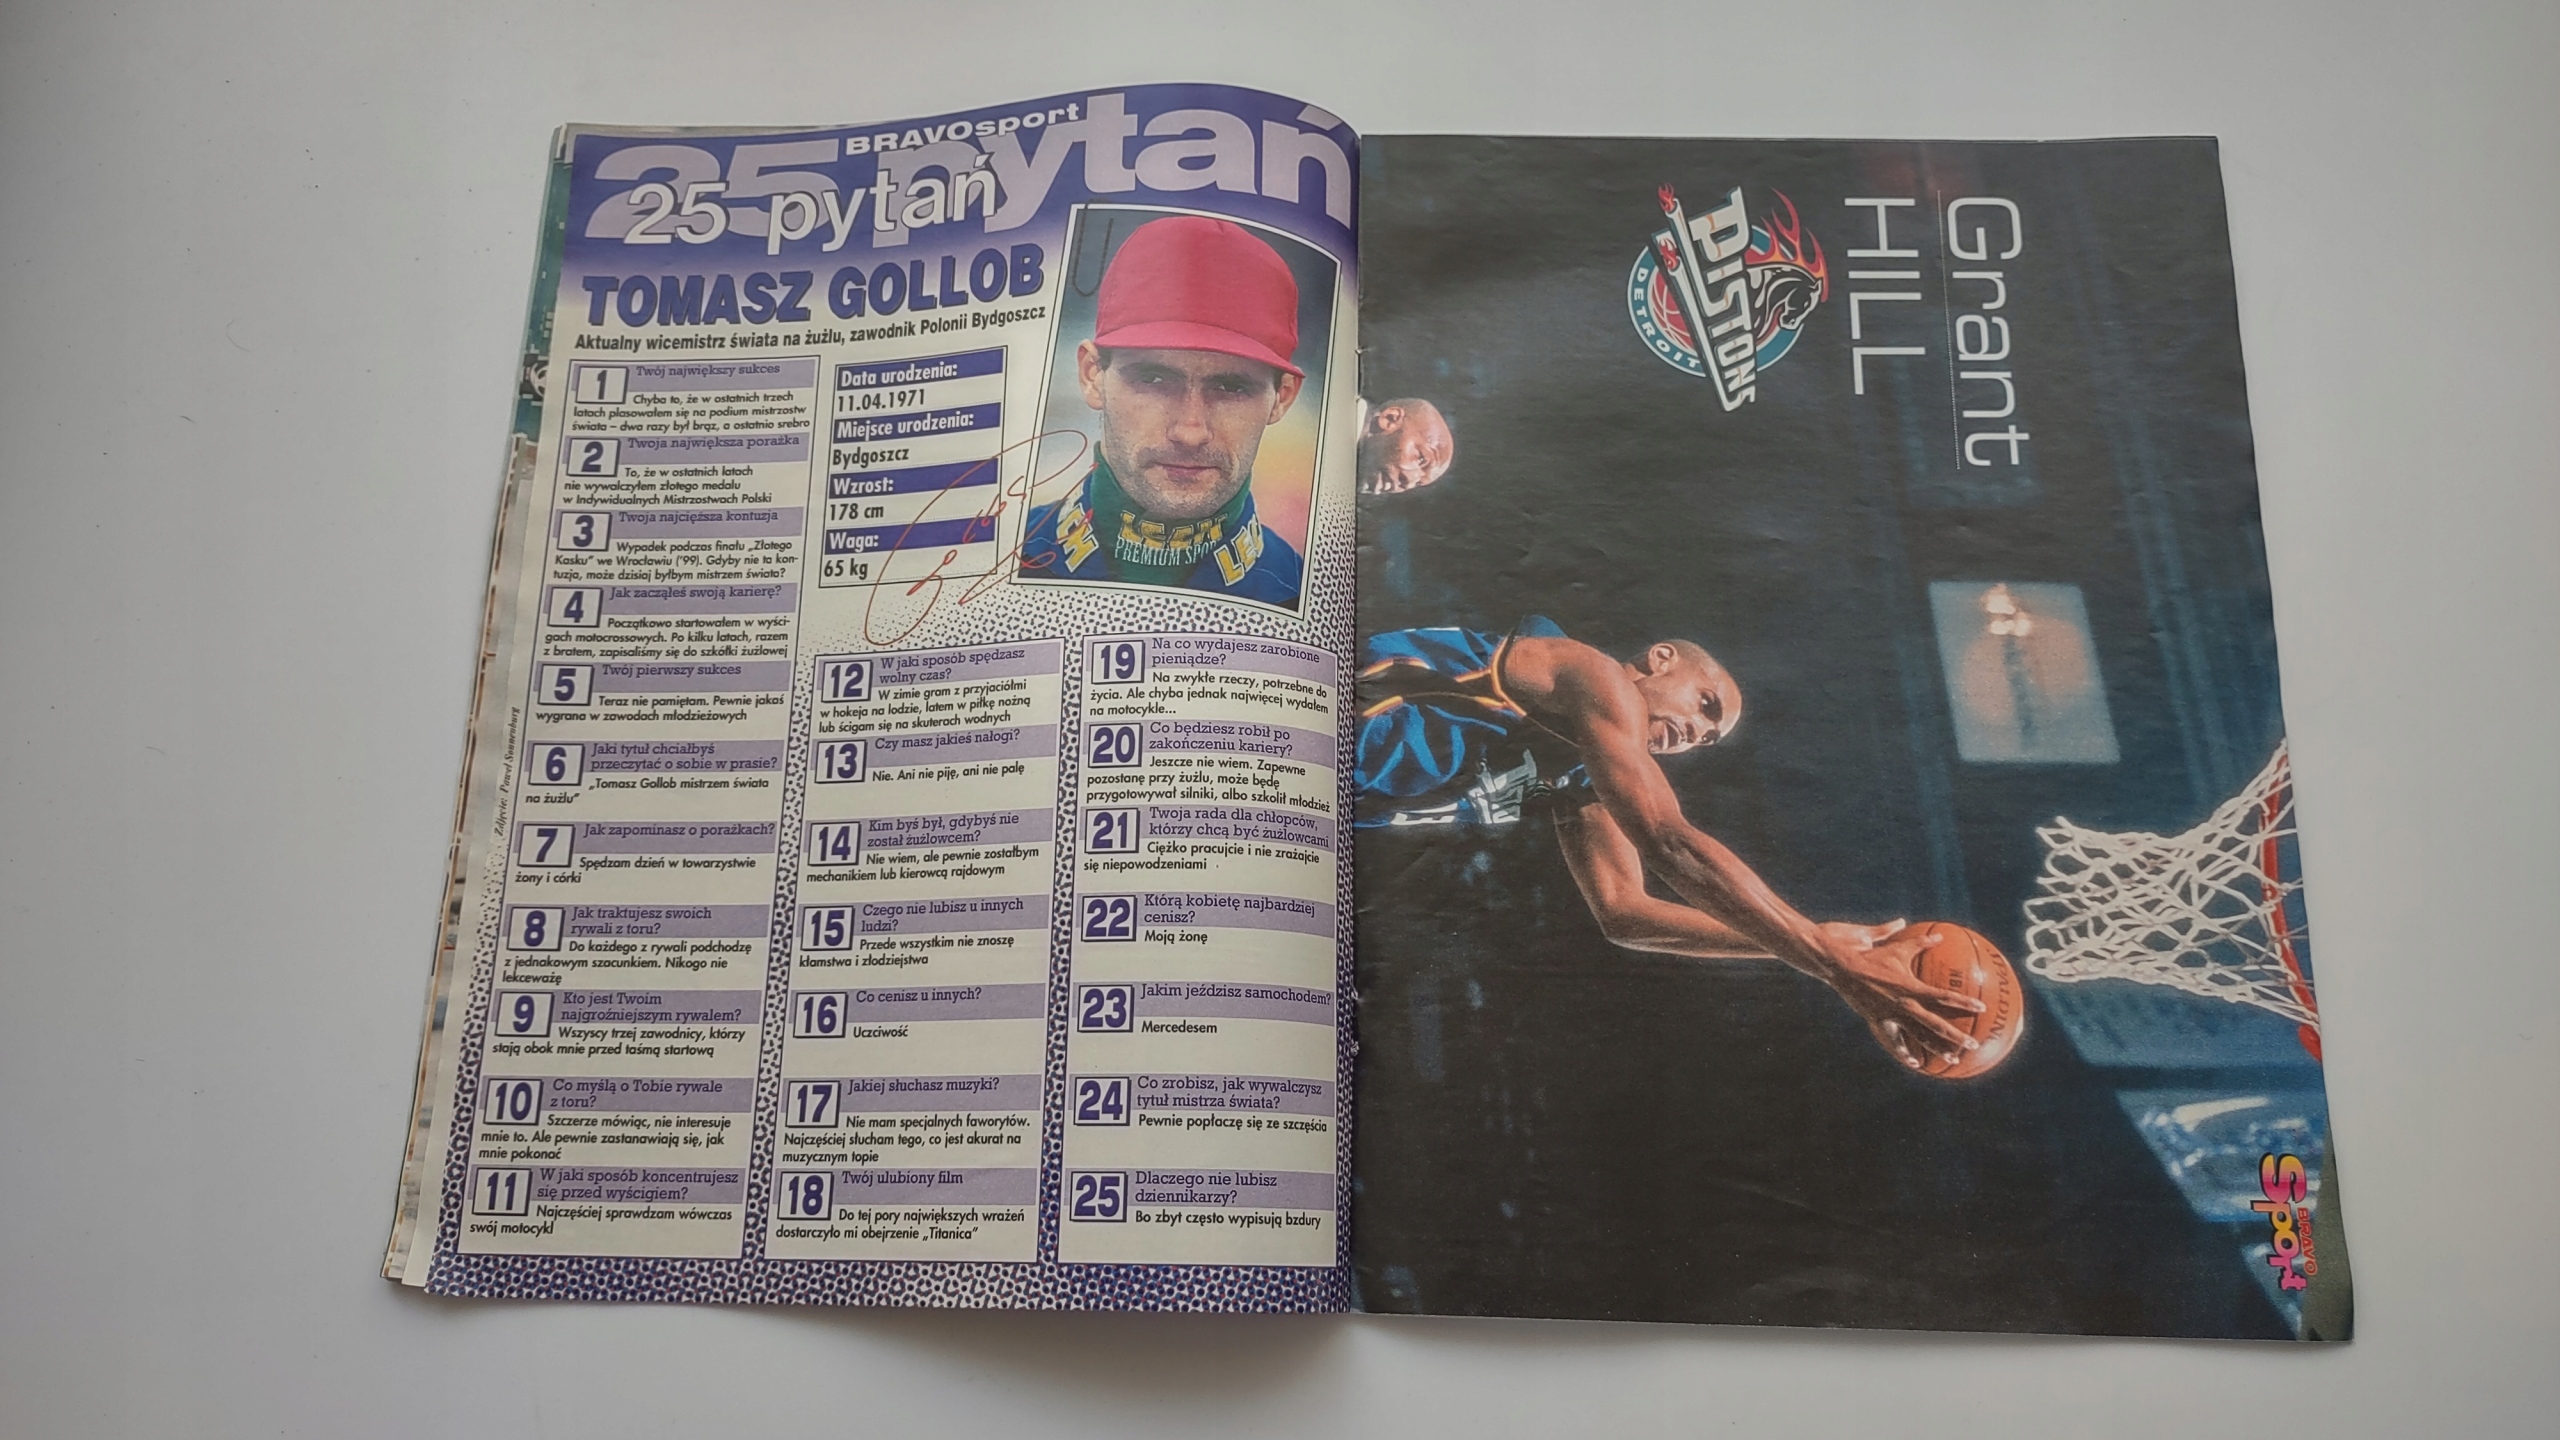 BRAVOsport
25 pytań
25 pytań
TOMASZ GOLLOB
Aktualny wicemistrz świata na żużlu, zawodnik Polonii Bydgoszcz
1
Twój największy sukces
Chyba to, że w ostatnich trzech
latach plasowałem się na podium mistrzostw
świata – dwa razy był brąz, a ostatnio srebro
2
Twoja największa porażka
To, że w ostatnich latach
nie wywalczyłem złotego medalu
w Indywidualnych Mistrzostwach Polski
3
Twoja najcięższa kontuzja
Wypadek podczas finału „Złotego
Kasku” we Wrocławiu ('99). Gdyby nie ta kon-
tuzja, może dzisiaj byłbym mistrzem świata?
4
Jak zacząłeś swoją karierę?
Początkowo startowałem w wyści-
gach motocrossowych. Po kilku latach, razem
z bratem, zapisaliśmy się do szkółki żużlowej
5
Twój pierwszy sukces
Teraz nie pamiętam. Pewnie jakaś
wygrana w zawodach młodzieżowych
6
Jaki tytuł chciałbyś
przeczytać o sobie w prasie?
„Tomasz Gollob mistrzem świata
na żużlu”
7
Jak zapominasz o porażkach?
Spędzam dzień w towarzystwie
żony i córki
8
Jak traktujesz swoich
rywali z toru?
Do każdego z rywali podchodzę
z jednakowym szacunkiem. Nikogo nie
lekceważę
9
Kto jest Twoim
najgroźniejszym rywalem?
Wszyscy trzej zawodnicy, którzy
stają obok mnie przed taśmą startową
10
Co myślą o Tobie rywale
z toru?
Szczerze mówiąc, nie interesuje
mnie to. Ale pewnie zastanawiają się, jak
mnie pokonać
11
W jaki sposób koncentrujesz
się przed wyścigiem?
Najczęściej sprawdzam wówczas
swój motocykl
Zdjęcie: Paweł Sonnenburg
Data urodzenia:
11.04.1971
Miejsce urodzenia:
Bydgoszcz
Wzrost:
178 cm
Waga:
65 kg
LECH
PREMIUM
12
W jaki sposób spędzasz
wolny czas?
W zimie gram z przyjaciółmi
w hokeja na lodzie, latem w piłkę nożną
lub ścigam się na skuterach wodnych
13
Czy masz jakieś nałogi?
Nie. Ani nie piję, ani nie palę
14
Kim byś był, gdybyś nie
został żużlowcem?
Nie wiem, ale pewnie zostałbym
mechanikiem lub kierowcą rajdowym
15
Czego nie lubisz u innych
ludzi?
Przede wszystkim nie znoszę
kłamstwa i złodziejstwa
16
Co cenisz u innych?
Uczciwość
17
Jakiej słuchasz muzyki?
Nie mam specjalnych faworytów.
Najczęściej słucham tego, co jest akurat na
muzycznym topie
18
Twój ulubiony film
Do tej pory największych wrażeń
dostarczyło mi obejrzenie „Titanica”
19
Na co wydajesz zarobione
pieniądze?
Na zwykłe rzeczy, potrzebne do
życia. Ale chyba jednak najwięcej wydałem
na motocykle...
20
Co będziesz robił po
zakończeniu kariery?
Jeszcze nie wiem. Zapewne
pozostanę przy żużlu, może będę
przygotowywał silniki, albo szkolił młodzież
21
Twoja rada dla chłopców,
którzy chcą być żużlowcami
Ciężko pracujcie i nie zrażajcie
się niepowodzeniami
22
Którą kobietę najbardziej
cenisz?
Moją żonę
23
Jakim jeździsz samochodem?
Mercedesem
24
Co zrobisz, jak wywalczysz
tytuł mistrza świata?
Pewnie popłaczę się ze szczęścia
25
Dlaczego nie lubisz
dziennikarzy?
Bo zbyt często wypisują bzdury
Grant
HILL
PISTONS
DETROIT
BRAVO
Sport